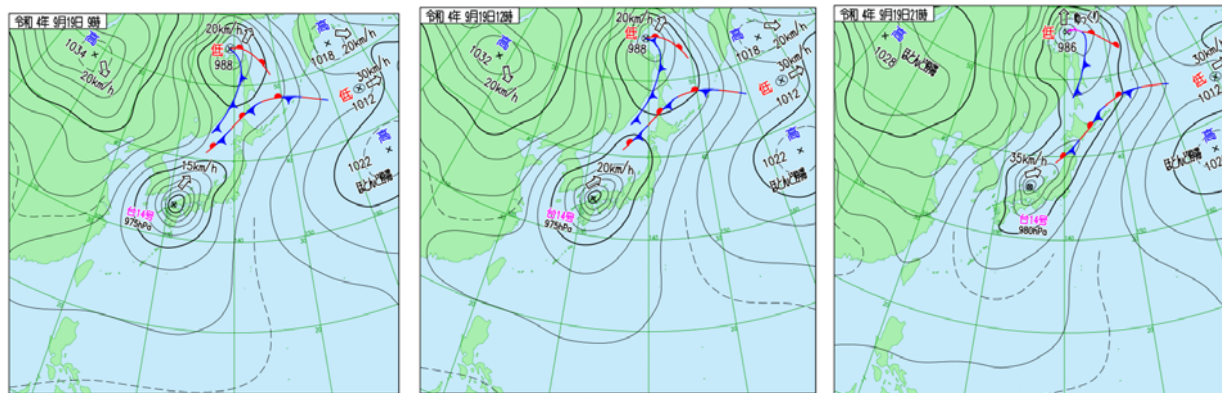 令和 4年 9月19日 9時
高
1034
20km/h
20km/h
低
988
1018
20km/h
30km/h
低
1012
高
1022
ほとんど停滞
15km/h
台14号
975hPa
令和 4年 9月19日12時
高
1032
20km/h
20km/h
低
988
1018
20km/h
30km/h
低
1012
高
1022
ほとんど停滞
20km/h
台14号
975hPa
令和 4年 9月19日21時
高
1028
ほとんど停滞
ゆっくり
低
986
30km/h
低
1012
高
ほとんど停滞
35km/h
台14号
980hPa